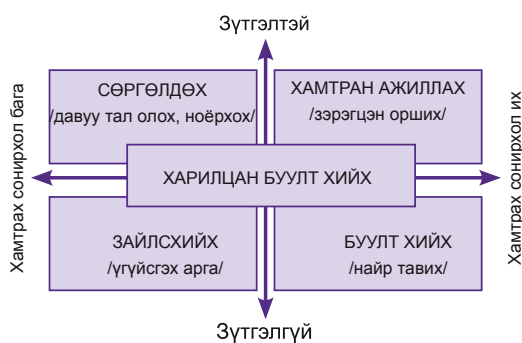 Зүтгэлтэй
СӨРГӨЛДӨХ
/давуу тал олох, ноёрхох/
ХАМТРАН АЖИЛЛАХ
/зэрэгцэн орших/
Хамтрах сонирхол бага
ХАРИЛЦАН БУУЛТ ХИЙХ
Хамтрах сонирхол их
ЗАЙЛСХИЙХ
/үгүйсгэх арга/
БУУЛТ ХИЙХ
/найр тавих/
Зүтгэлгүй